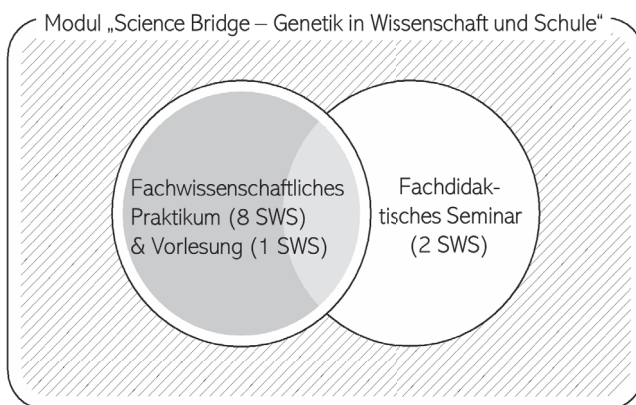 Modul „Science Bridge – Genetik in Wissenschaft und Schule“
Fachwissenschaftliches
Praktikum (8 SWS)
& Vorlesung (1 SWS)
Fachdidak-
tisches Seminar
(2 SWS)